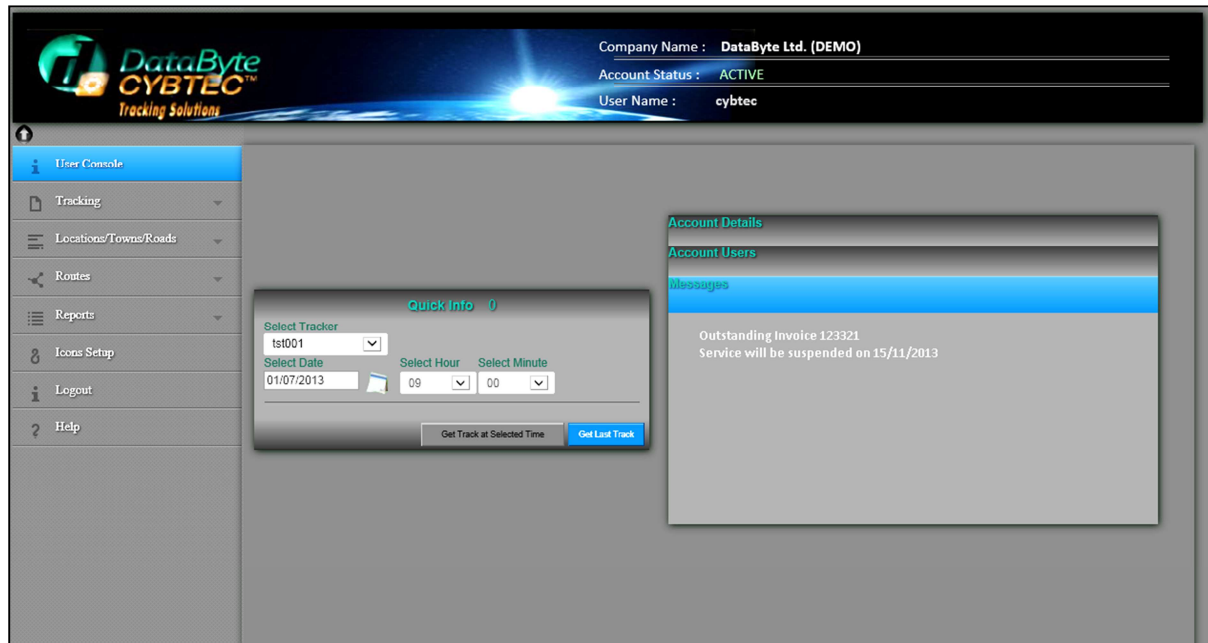 DataByte
CYBTEC™
Tracking Solutions
Company Name : DataByte Ltd. (DEMO)
Account Status : ACTIVE
User Name : cybtec
User Console
Tracking
Locations/Towns/Roads
Routes
Reports
Icons Setup
Logout
Help
Quick Info 0
Select Tracker
tst001
Select Date Select Hour Select Minute
01/07/2013 09 00
Get Track at Selected Time Get Last Track
Account Details
Account Users
Messages
Outstanding Invoice 123321
Service will be suspended on 15/11/2013